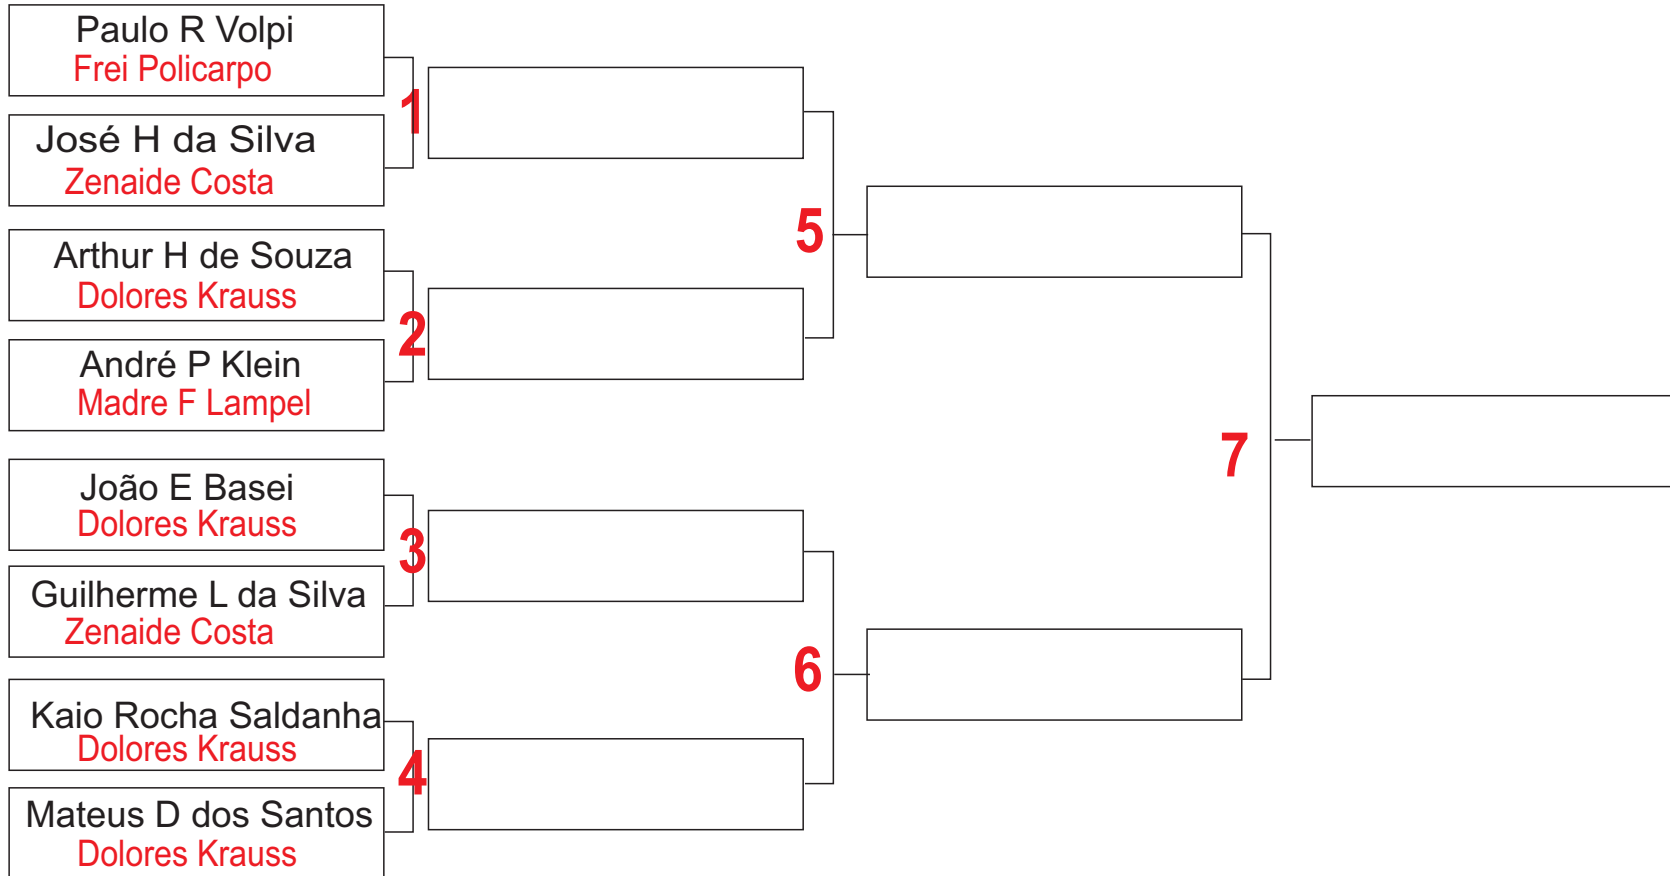 Paulo R Volpi
Frei Policarpo
1
José H da Silva
Zenaide Costa
5
Arthur H de Souza
Dolores Krauss
2
André P Klein
Madre F Lampel
7
João E Basei
Dolores Krauss
3
Guilherme L da Silva
Zenaide Costa
6
Kaio Rocha Saldanha
Dolores Krauss
4
Mateus D dos Santos
Dolores Krauss